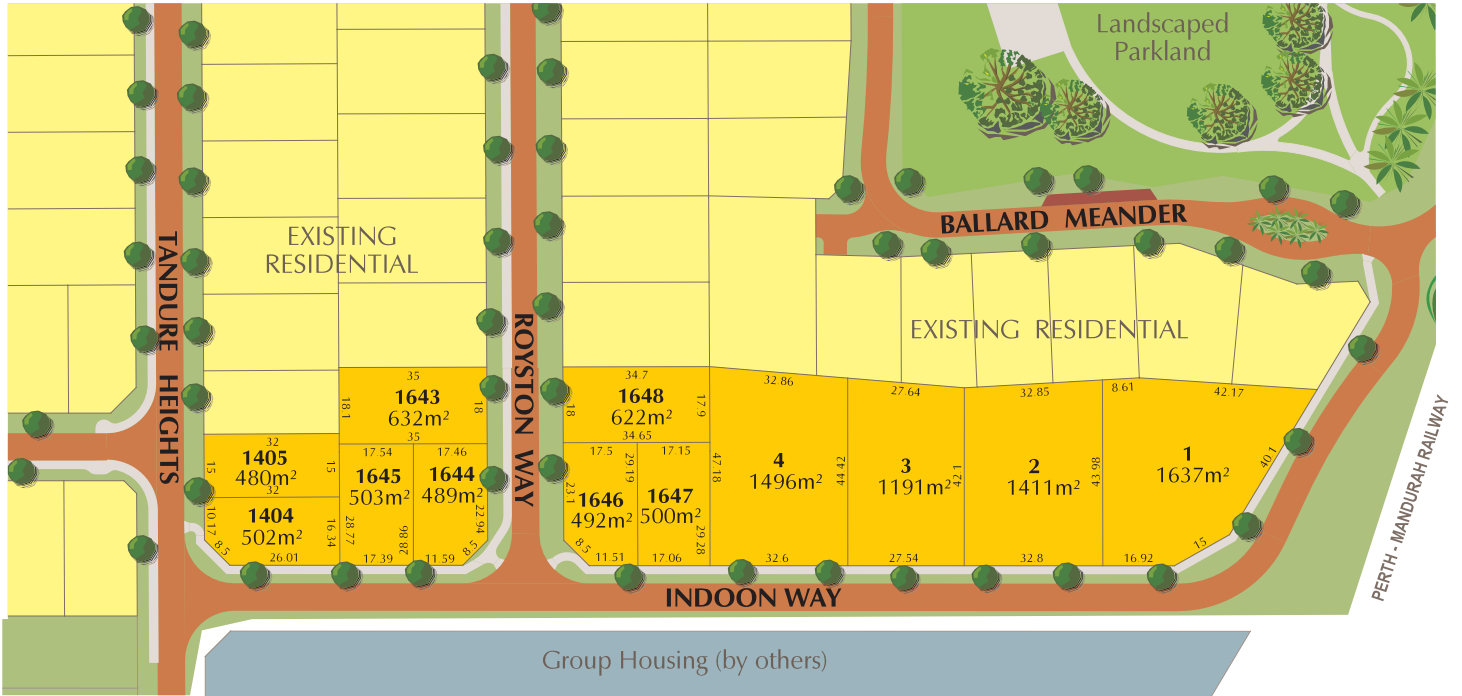 Landscaped
Parkland
BALLARD MEANDER
EXISTING
RESIDENTIAL
TANDURE HEIGHTS
ROYSTON WAY
EXISTING RESIDENTIAL
PERTH - MANDURAH RAILWAY
35
1643
632m²
18.1
18
35
34.7
1648
622m²
18
17.9
34.65
32.86
27.64
32.85
8.61
42.17
32
1405
480m²
15
15
32
1404
502m²
10.17
8.5
16.34
26.01
17.54
1645
503m²
28.77
17.39
17.46
1644
489m²
22.94
28.86
8.5
11.59
17.5
29.19
1646
492m²
23.1
8.5
11.51
17.15
1647
500m²
29.28
17.06
47.18
4
1496m²
44.42
32.6
3
1191m²
42.1
27.54
2
1411m²
43.98
32.8
1
1637m²
40.1
15
16.92
INDOON WAY
Group Housing (by others)